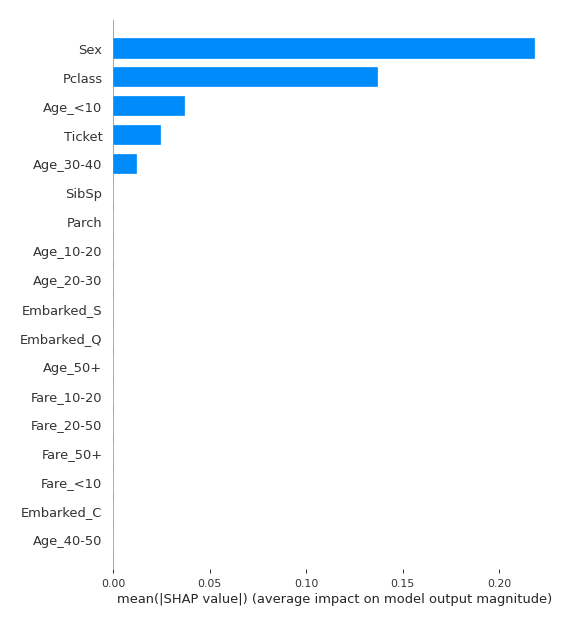 Sex
Pclass
Age_<10
Ticket
Age_30-40
SibSp
Parch
Age_10-20
Age_20-30
Embarked_S
Embarked_Q
Age_50+
Fare_10-20
Fare_20-50
Fare_50+
Fare_<10
Embarked_C
Age_40-50
0.00 0.05 0.10 0.15 0.20
mean(|SHAP value|) (average impact on model output magnitude)